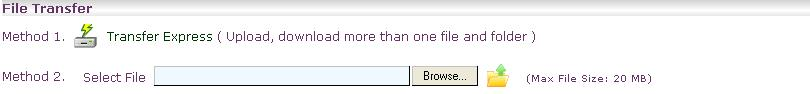 File Transfer
Method 1. Transfer Express ( Upload, download more than one file and folder )
Method 2. Select File Browse... (Max File Size: 20 MB)